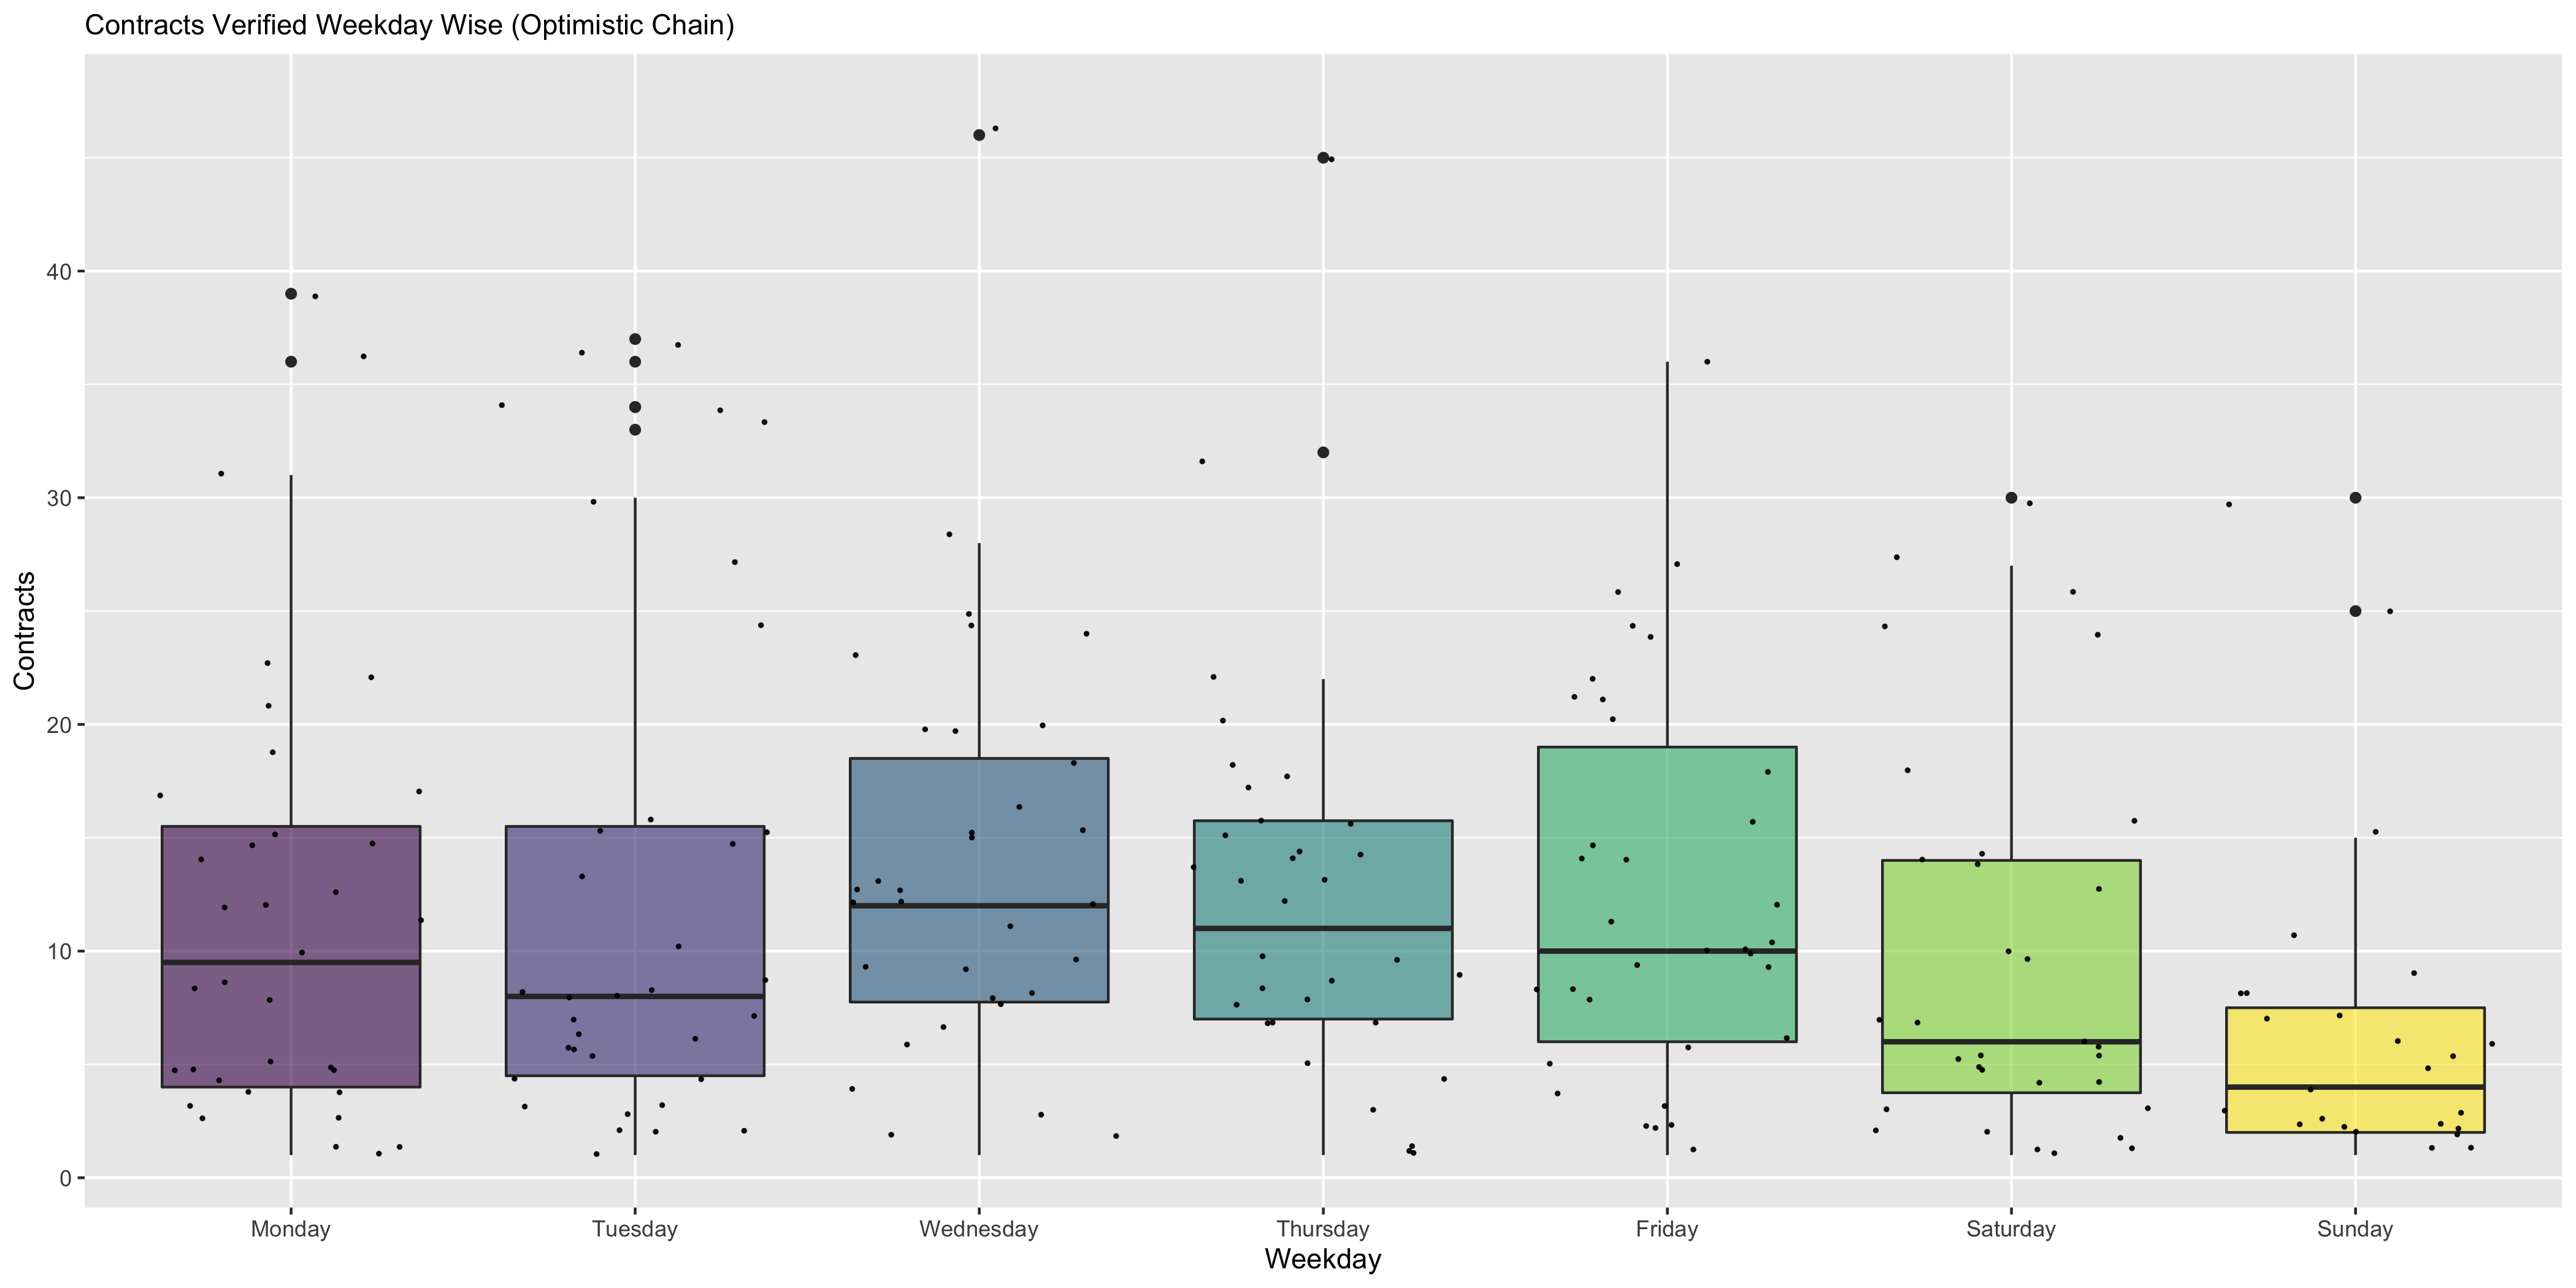 Contracts Verified Weekday Wise (Optimistic Chain)
Contracts
40
30
20
10
0
Monday Tuesday Wednesday Thursday Friday Saturday Sunday
Weekday